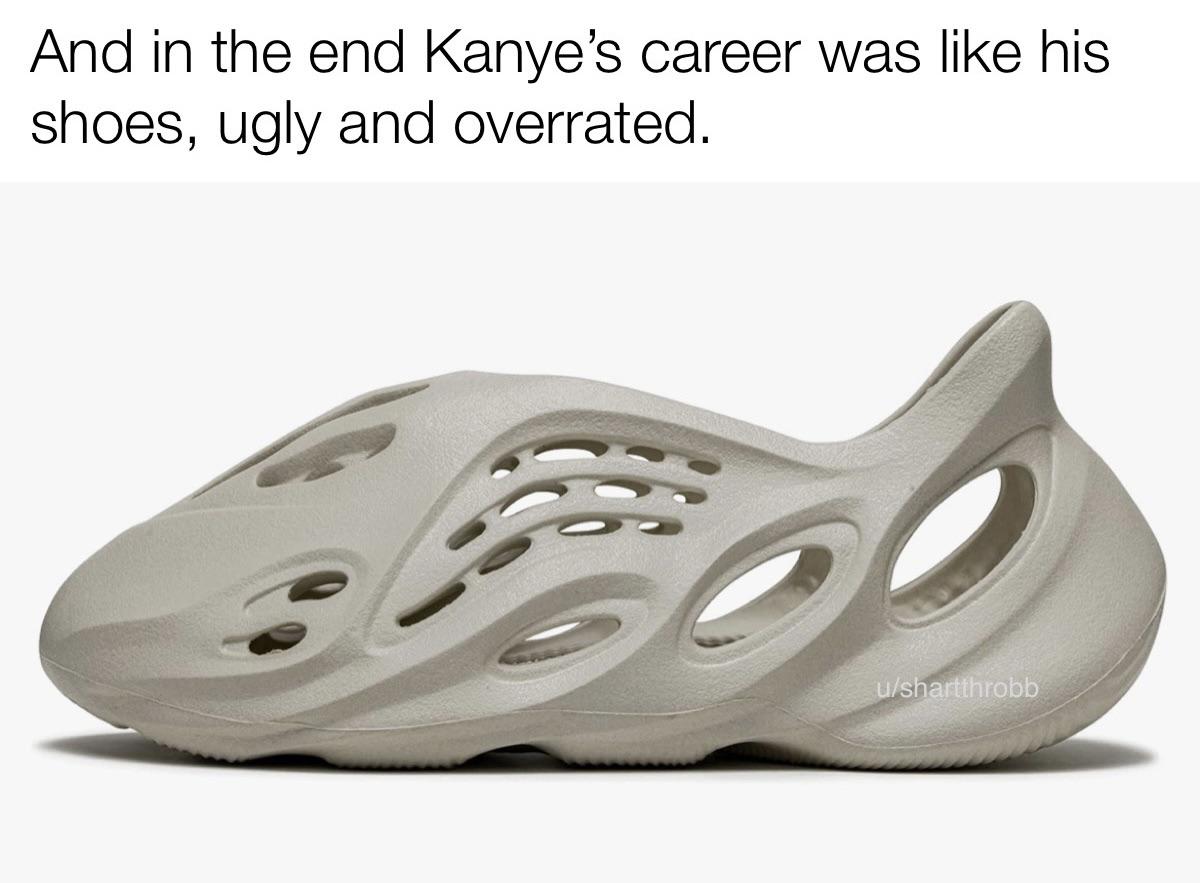 And in the end Kanye’s career was like his
shoes, ugly and overrated.
u/shartthrobb